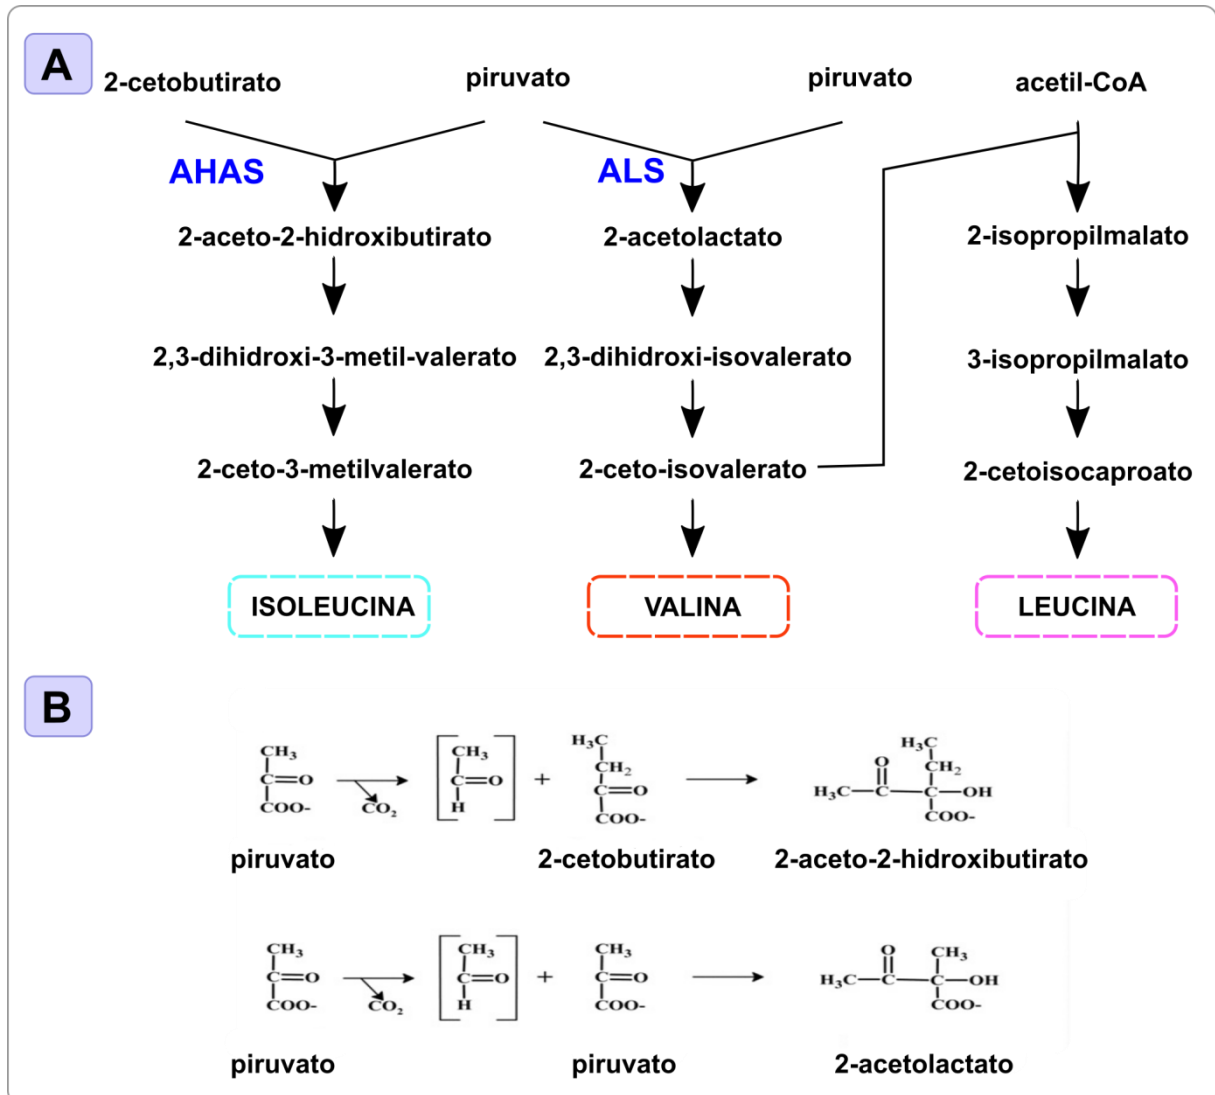 A
2-cetobutirato piruvato piruvato acetil-CoA
AHAS ALS
2-aceto-2-hidroxibutirato 2-acetolactato 2-isopropilmalato
2,3-dihidroxi-3-metil-valerato 2,3-dihidroxi-isovalerato 3-isopropilmalato
2-ceto-3-metilvalerato 2-ceto-isovalerato 2-cetoisocaproato
ISOLEUCINA VALINA LEUCINA
B
H₃C H₃C
CH₃ CH₃ CH₂ O CH₂
C=O C=O + C=O H₃C—C—C—OH
COO- CO₂ H COO- COO-
piruvato 2-cetobutirato 2-aceto-2-hidroxibutirato
CH₃ CH₃ CH₃ O CH₃
C=O C=O + C=O H₃C—C—C—OH
COO- CO₂ H COO- COO-
piruvato piruvato 2-acetolactato